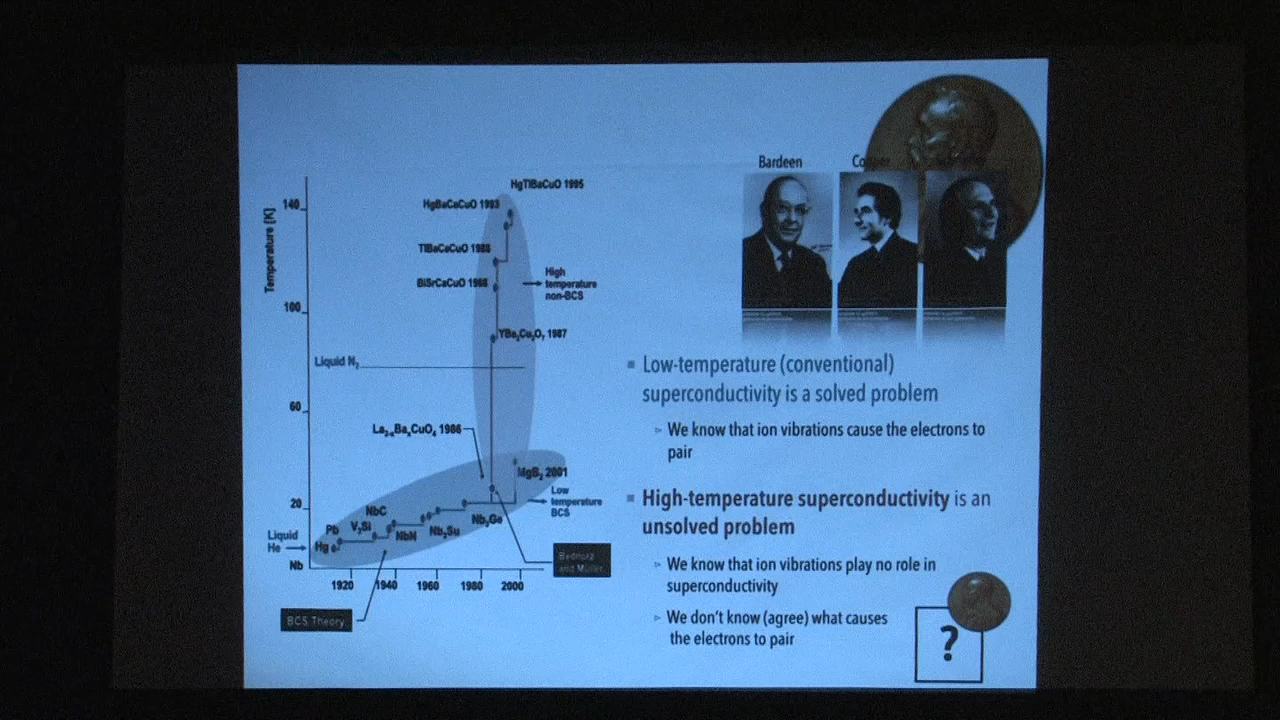 Bardeen
HgTlBaCuO 1995
140
HgBaCaCuO 1993
Temperature [K]
TlBaCaCuO 1988
High
temperature
non-BCS
BiSrCaCuO 1988
100
YBa₂Cu₃O₇ 1987
Liquid N₂
Low-temperature (conventional)
superconductivity is a solved problem
60
La₂₋ₓBaₓCuO₄ 1986
We know that ion vibrations cause the electrons to
pair
MgB₂ 2001
20
Low
temperature
BCS
High-temperature superconductivity is an
unsolved problem
NbC
Pb
V₃Si
NbN
Nb₃Su
Nb₃Ge
Liquid
He
Hg
Nb
Bednorz
and Müller
We know that ion vibrations play no role in
superconductivity
1920 1940 1960 1980 2000
BCS Theory
We don't know (agree) what causes
the electrons to pair
?